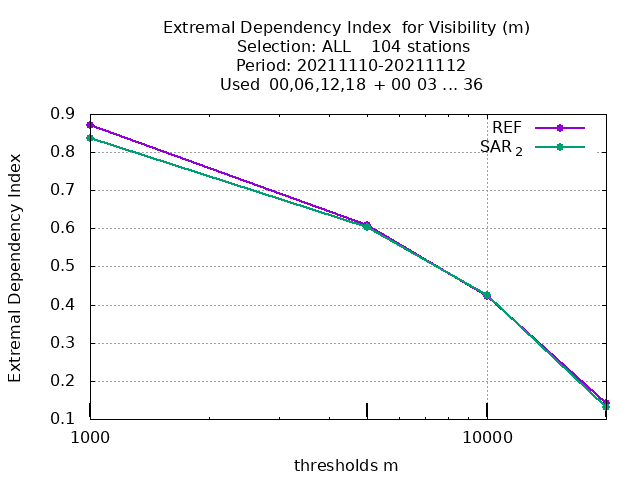 Extremal Dependency Index  for Visibility (m)
Selection: ALL    104 stations
Period: 20211110-20211112
Used  00,06,12,18 + 00 03 ... 36
0.9
0.8
0.7
0.6
0.5
0.4
0.3
0.2
0.1
Extremal Dependency Index
REF
SAR 2
1000
10000
thresholds m